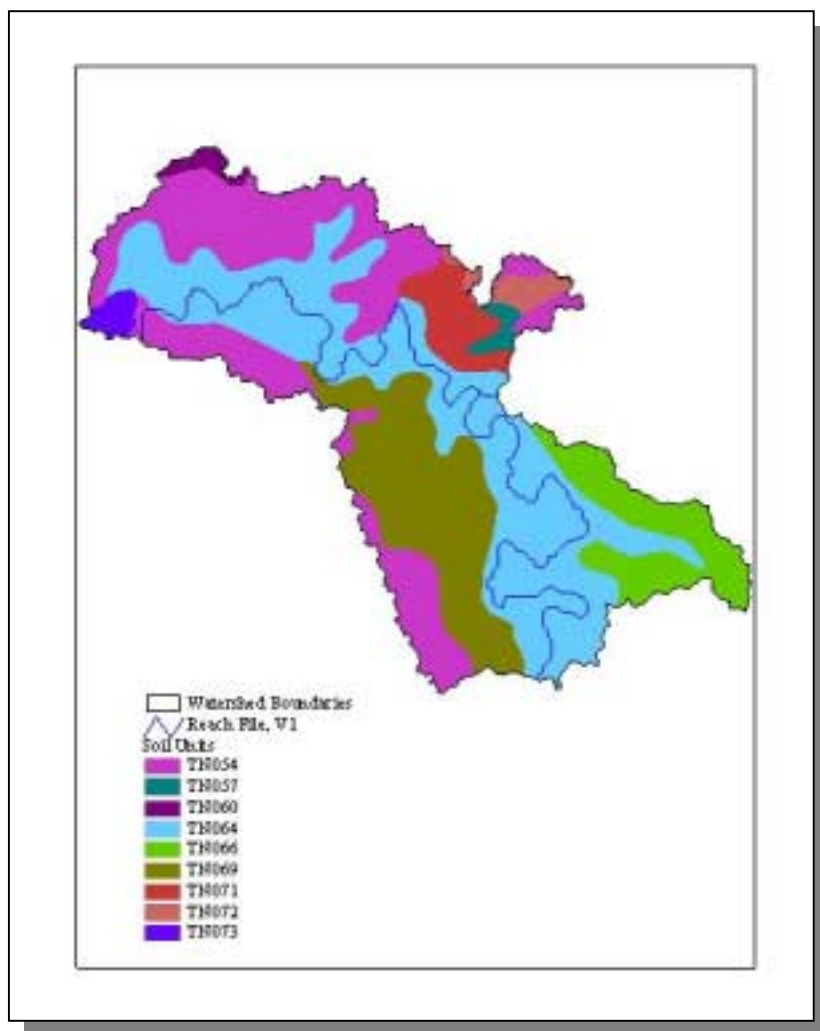 Watershed Boundaries
Reach File, V1
Soil Units
TN054
TN057
TN060
TN064
TN066
TN069
TN071
TN072
TN073